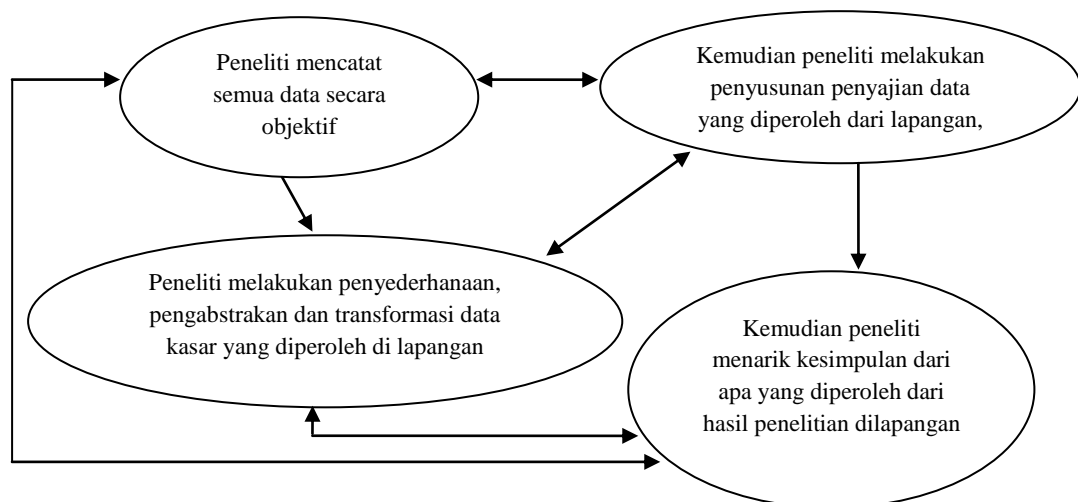 Peneliti mencatat
semua data secara
objektif
Kemudian peneliti melakukan
penyusunan penyajian data
yang diperoleh dari lapangan,
Peneliti melakukan penyederhanaan,
pengabstrakan dan transformasi data
kasar yang diperoleh di lapangan
Kemudian peneliti
menarik kesimpulan dari
apa yang diperoleh dari
hasil penelitian dilapangan